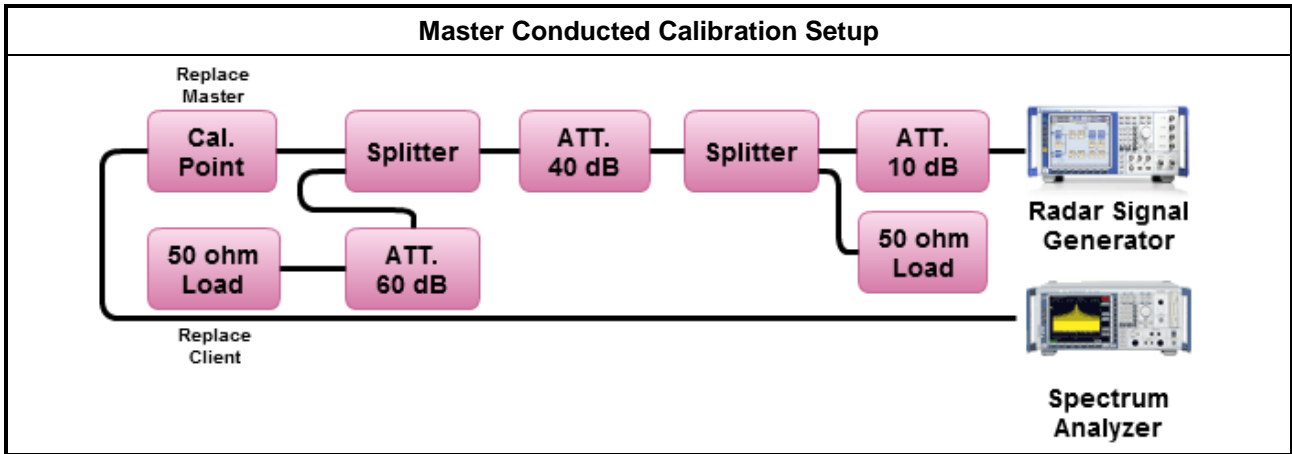 Master Conducted Calibration Setup
Replace
Master
Cal.
Point
Splitter
ATT.
40 dB
Splitter
ATT.
10 dB
Radar Signal
Generator
50 ohm
Load
ATT.
60 dB
50 ohm
Load
Replace
Client
Spectrum
Analyzer